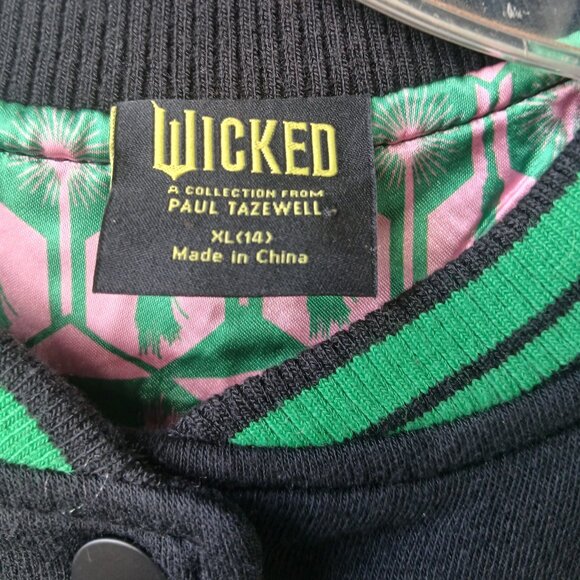 WICKED
A COLLECTION FROM
PAUL TAZEWELL
XL(14)
Made in China